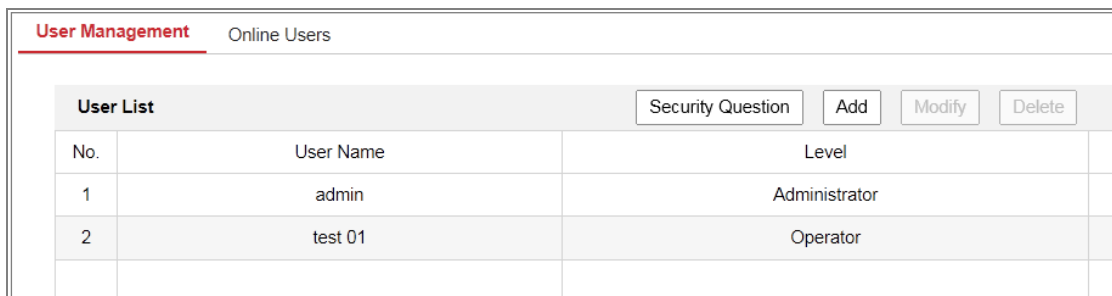 User Management Online Users
User List Security Question Add Modify Delete
No. User Name Level
1 admin Administrator
2 test 01 Operator